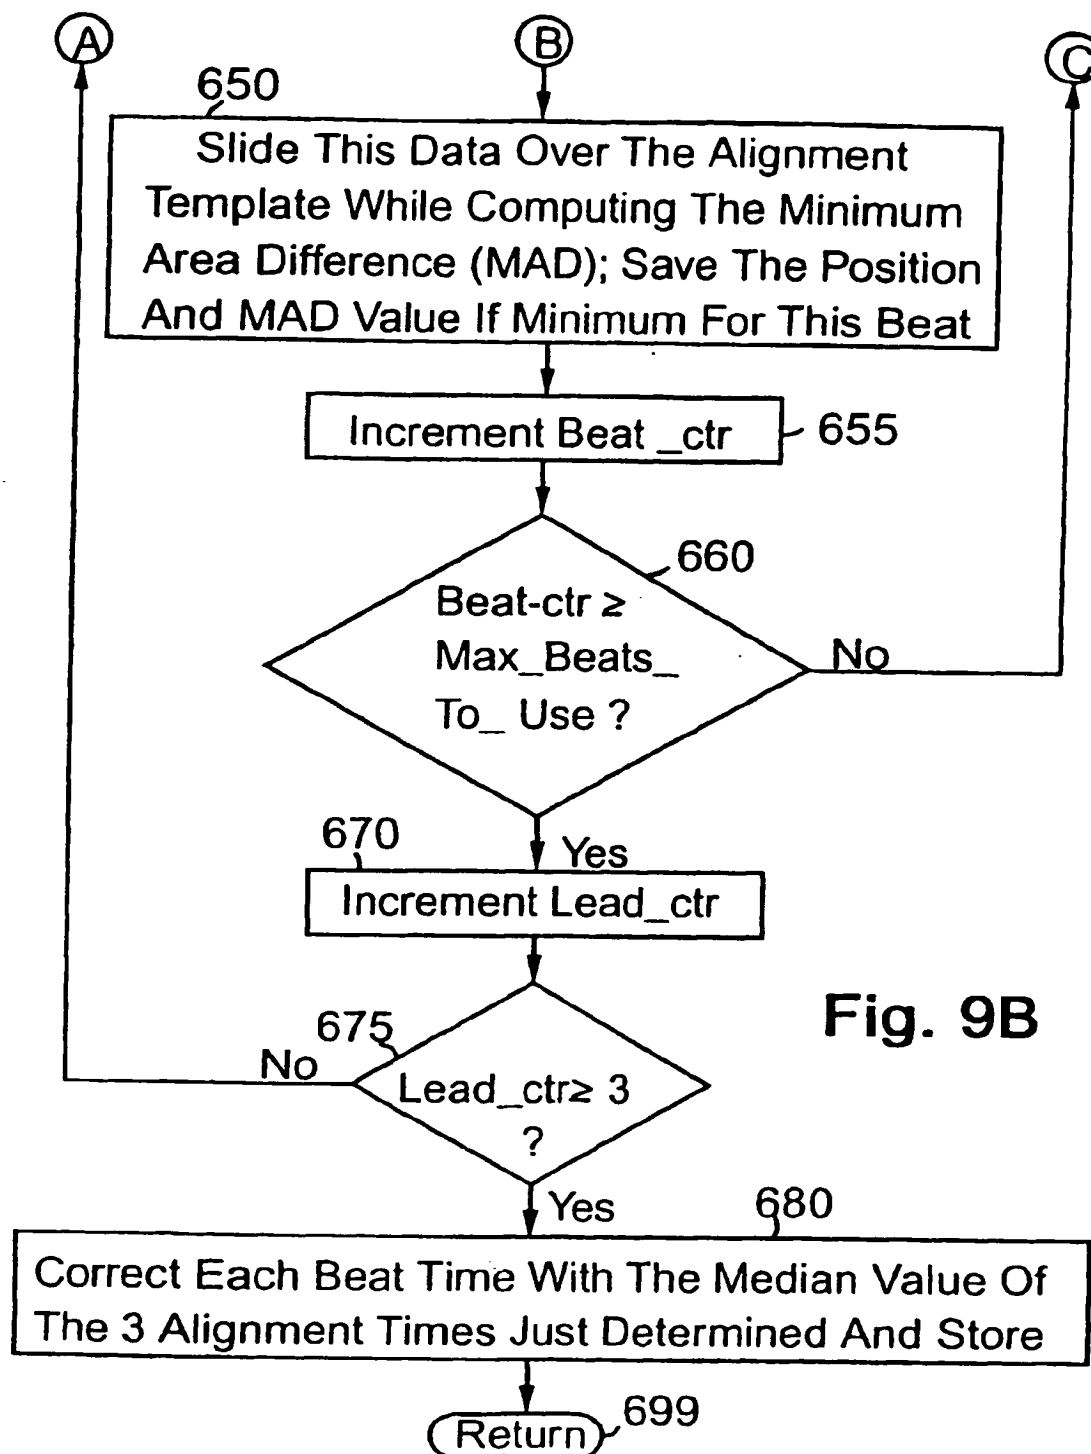 A
B
C
650
Slide This Data Over The Alignment
Template While Computing The Minimum
Area Difference (MAD); Save The Position
And MAD Value If Minimum For This Beat
Increment Beat _ctr
655
660
Beat-ctr ≥
Max_Beats_
To_ Use ?
No
Yes
670
Increment Lead_ctr
Fig. 9B
675
No
Lead_ctr≥ 3
?
Yes
680
Correct Each Beat Time With The Median Value Of
The 3 Alignment Times Just Determined And Store
Return
699